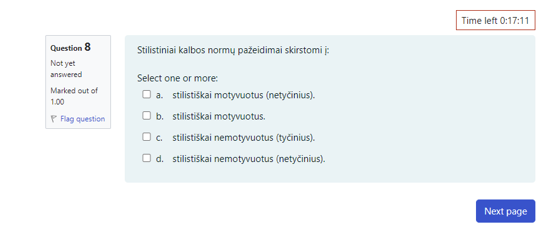 Time left 0:17:11
Question 8
Not yet
answered
Marked out of
1.00
Flag question
Stilistiniai kalbos normų pažeidimai skirstomi į:
Select one or more:
a. stilistiškai motyvuotus (netyčinius).
b. stilistiškai motyvuotus.
c. stilistiškai nemotyvuotus (tyčinius).
d. stilistiškai nemotyvuotus (netyčinius).
Next page